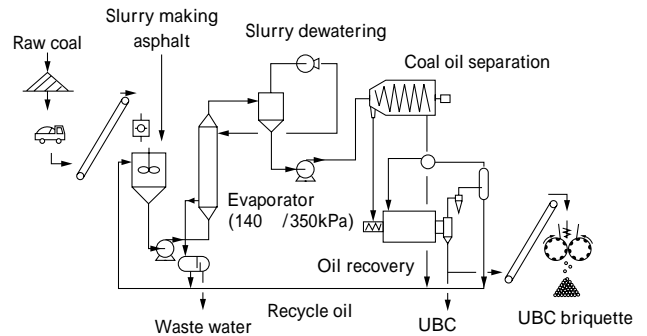 Slurry making
asphalt
Raw coal
Slurry dewatering
Coal oil separation
Evaporator
(140 /350kPa)
Oil recovery
Recycle oil
Waste water
UBC
UBC briquette